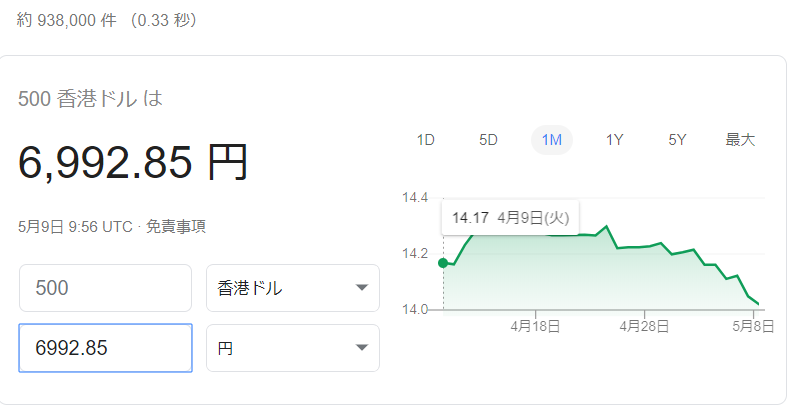 約 938,000 件 （0.33 秒）
500 香港ドル は
6,992.85 円
5月9日 9:56 UTC · 免責事項
500 香港ドル
6992.85 円
1D 5D 1M 1Y 5Y 最大
14.4
14.17 4月9日(火)
14.2
14.0
4月18日 4月28日 5月8日